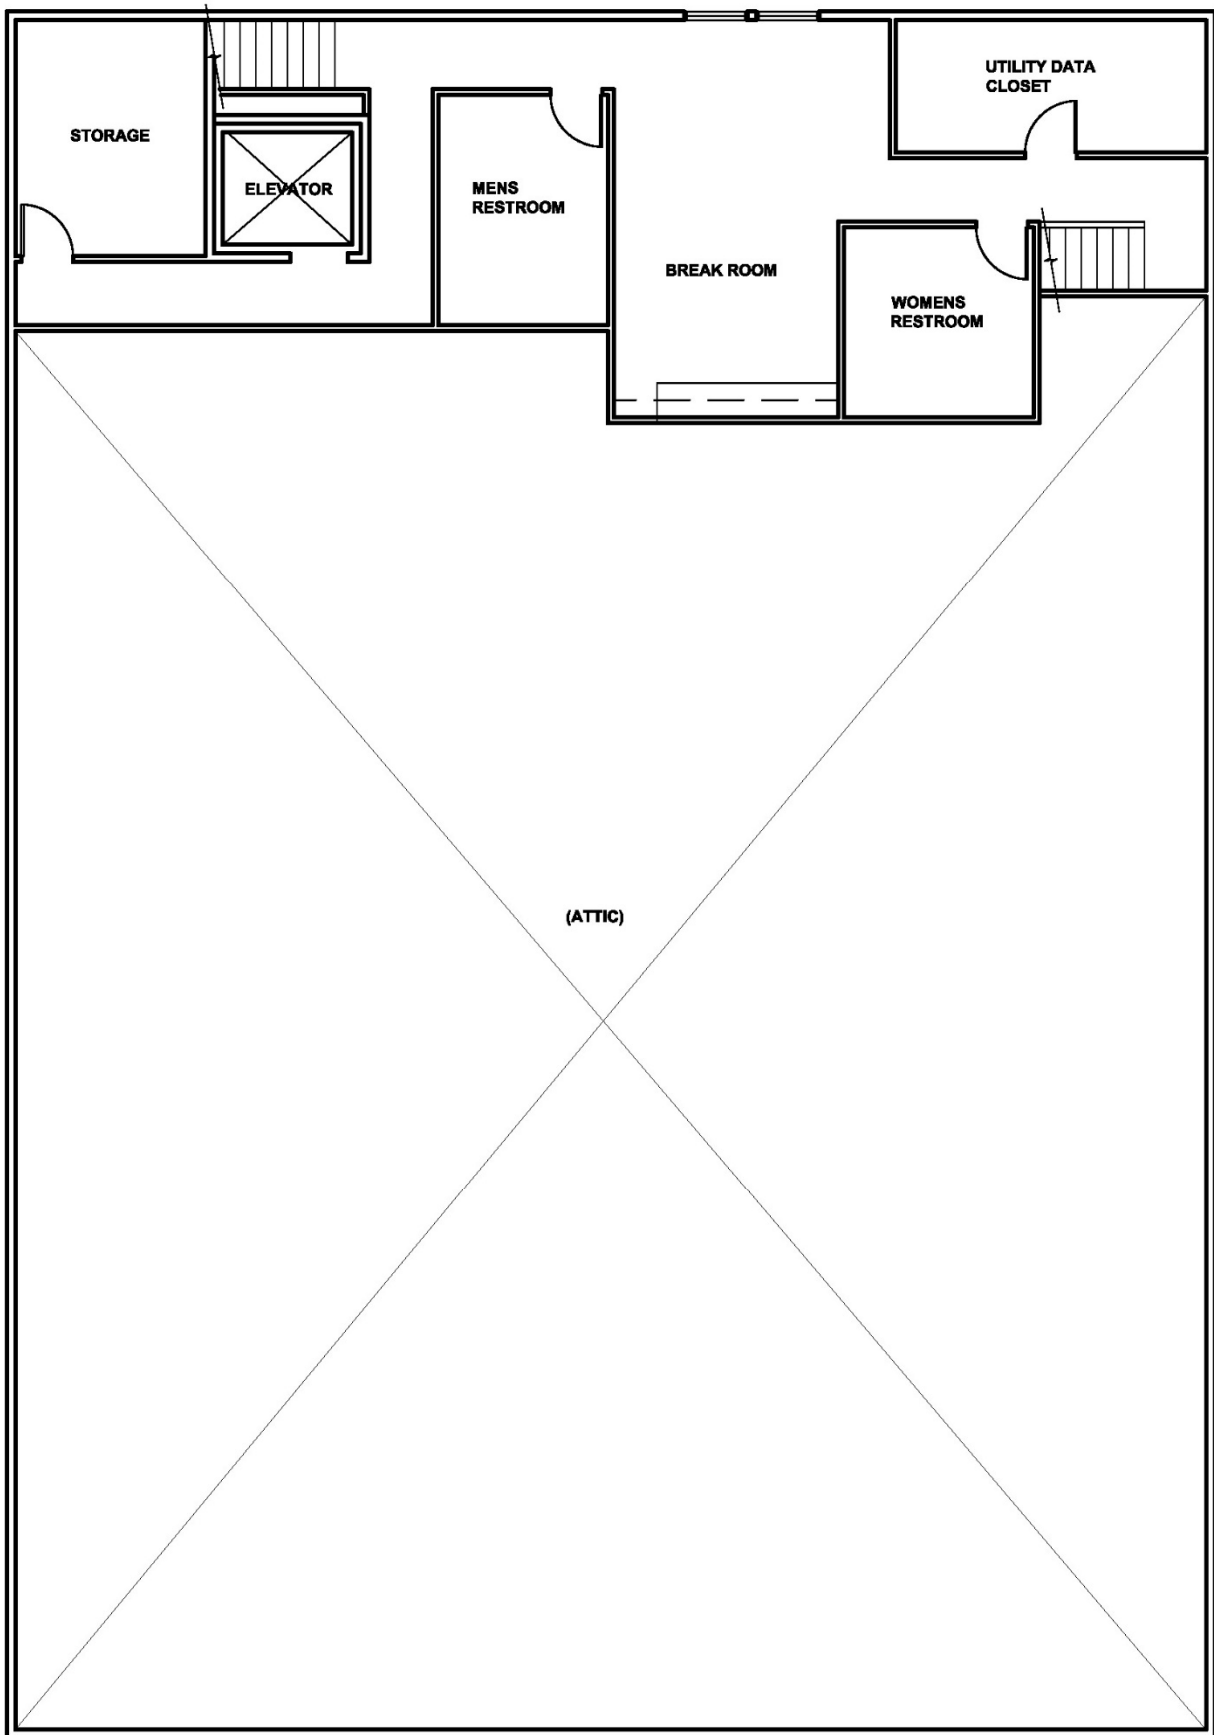 UTILITY DATA
CLOSET
STORAGE
ELEVATOR
MENS
RESTROOM
BREAK ROOM
WOMENS
RESTROOM
(ATTIC)